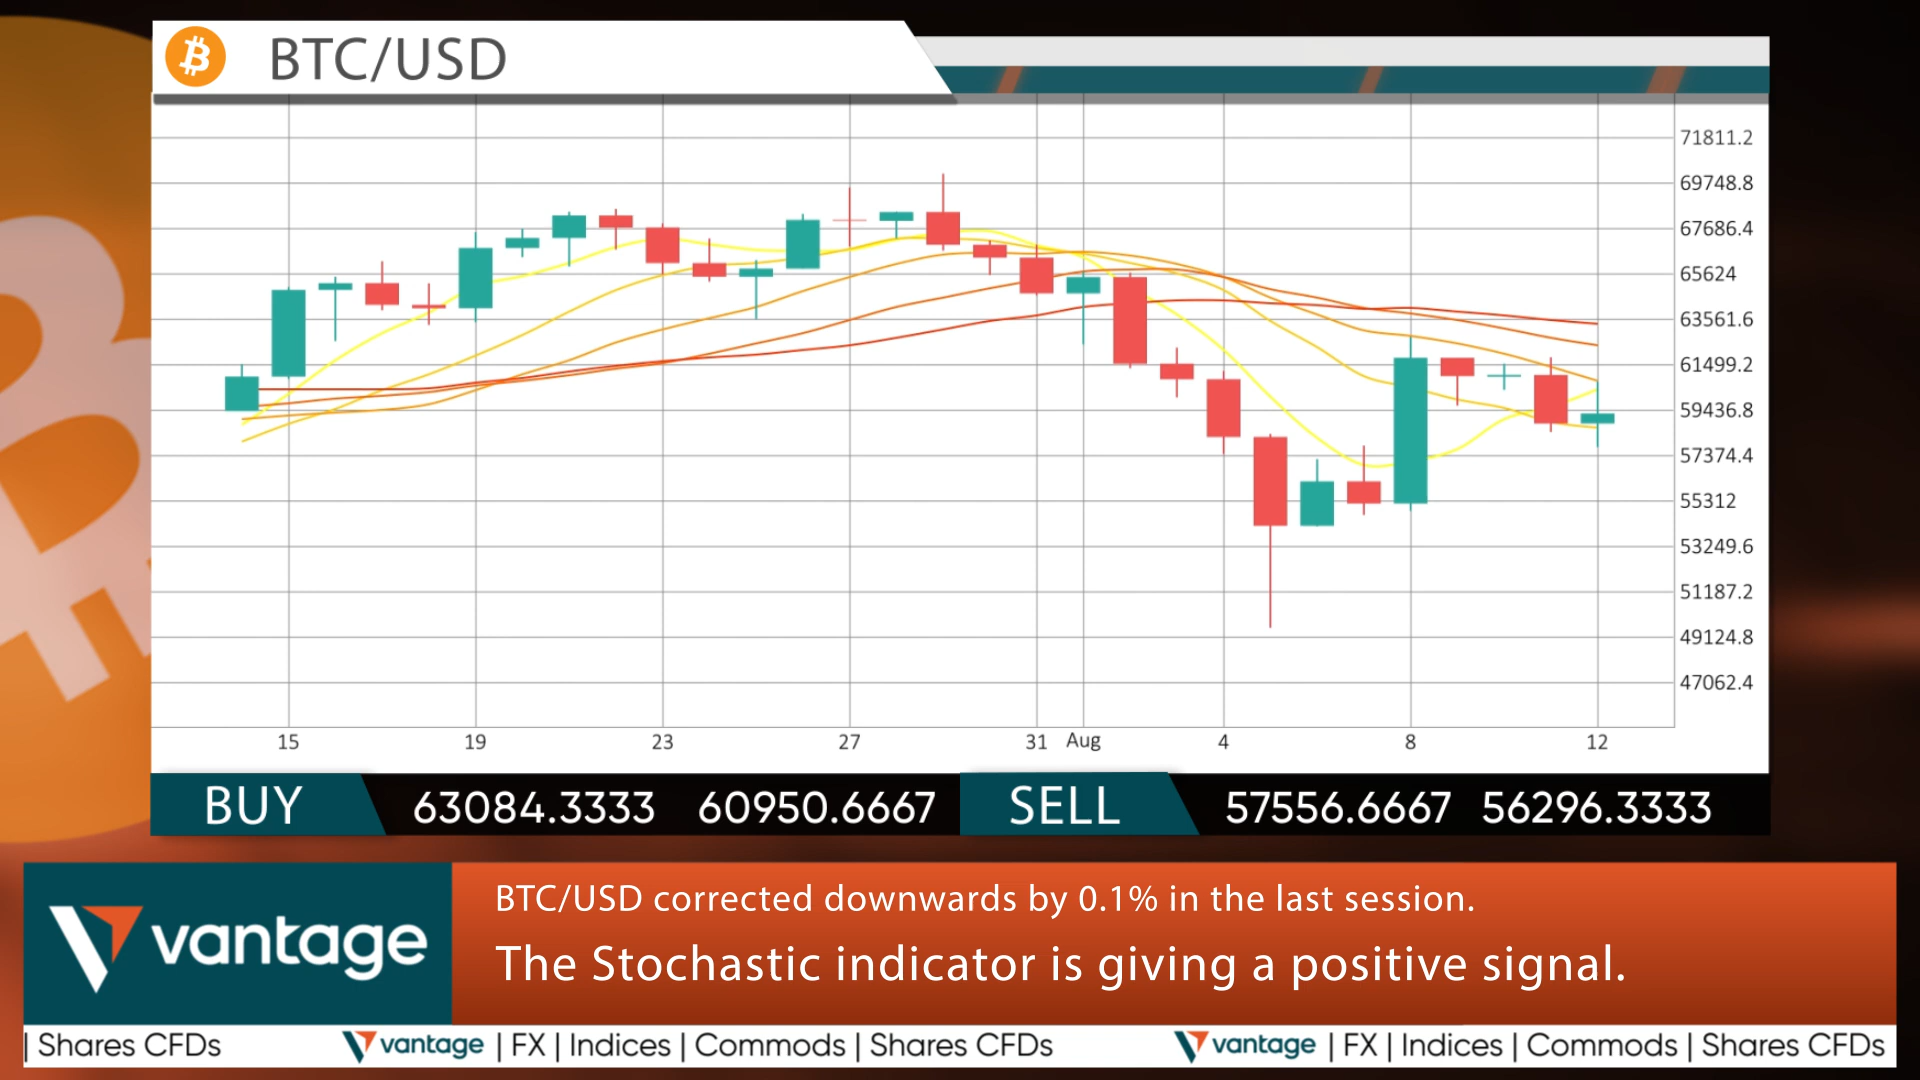 BTC/USD
71811.2
69748.8
67686.4
65624
63561.6
61499.2
59436.8
57374.4
55312
53249.6
51187.2
49124.8
47062.4
15 19 23 27 31 Aug 4 8 12
BUY 63084.3333 60950.6667 SELL 57556.6667 56296.3333
vantage
BTC/USD corrected downwards by 0.1% in the last session.
The Stochastic indicator is giving a positive signal.
| Shares CFDs vantage | FX | Indices | Commods | Shares CFDs vantage | FX | Indices | Commods | Shares CFDs